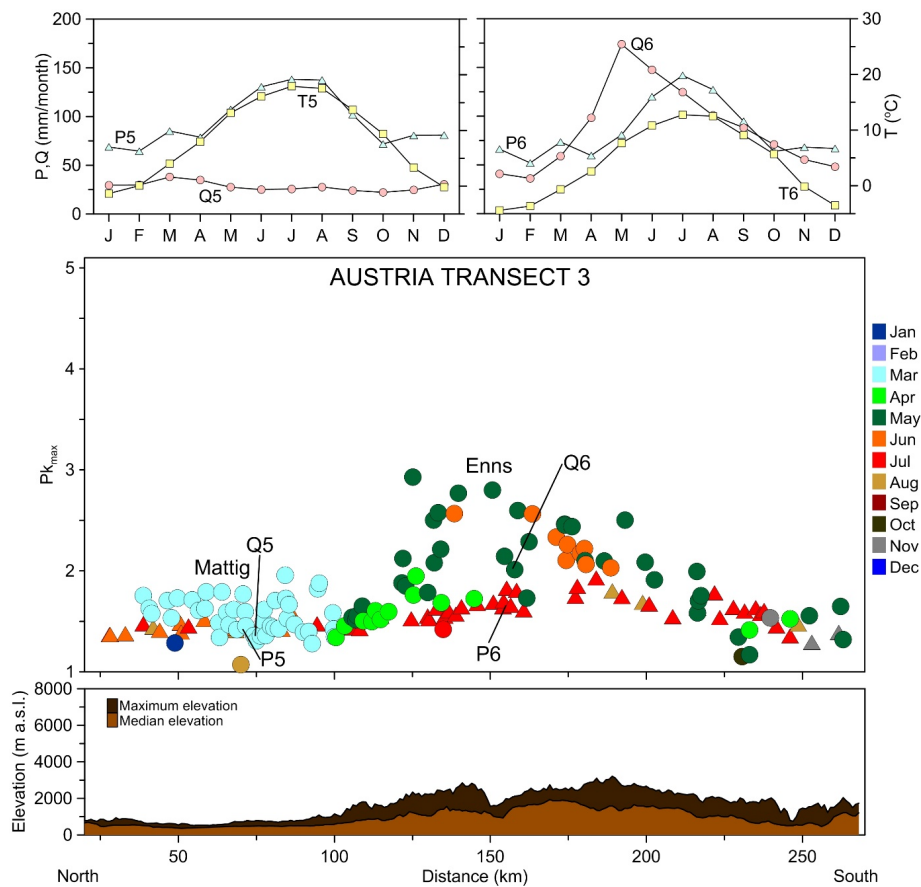 200
150
100
50
0
P,Q (mm/month)
P5
T5
Q5
J F M A M J J A S O N D
30
20
10
0
T (°C)
Q6
P6
T6
J F M A M J J A S O N D
AUSTRIA TRANSECT 3
5
4
3
2
1
Pkmax
Enns
Q6
Q5
Mattig
P5
P6
Jan
Feb
Mar
Apr
May
Jun
Jul
Aug
Sep
Oct
Nov
Dec
8000
6000
4000
2000
0
Elevation (m a.s.l.)
Maximum elevation
Median elevation
50 100 150 200 250
North Distance (km) South